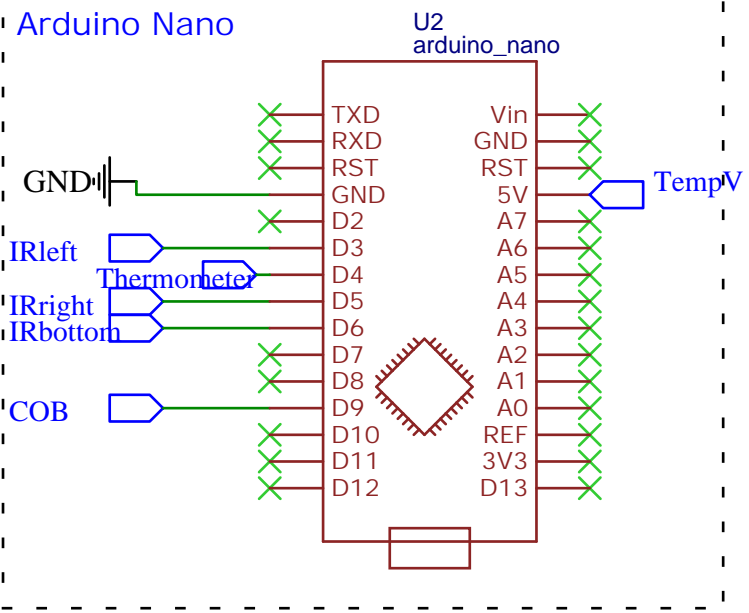 Arduino Nano
U2
arduino_nano
TXD Vin
RXD GND
RST RST
GND GND 5V TempV
D2 A7
IRleft D3 A6
Thermometer D4 A5
IRright D5 A4
IRbottom D6 A3
D7 A2
D8 A1
COB D9 A0
D10 REF
D11 3V3
D12 D13